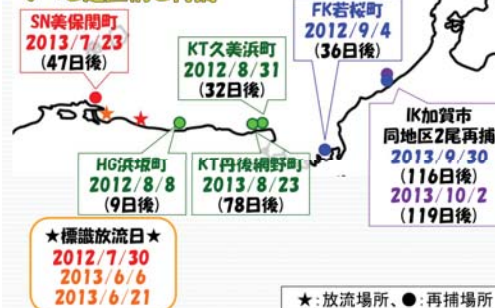 SN美保関町
2013/7/23
(47日後)
KT久美浜町
2012/8/31
(32日後)
FK若桜町
2012/9/4
(36日後)
IK加賀市
同地区2尾再捕
2013/9/30
(116日後)
2013/10/2
(119日後)
HG浜坂町
2012/8/8
(9日後)
KT丹後網野町
2013/8/23
(78日後)
★標識放流日★
2012/7/30
2013/6/6
2013/6/21
★:放流場所、●:再捕場所